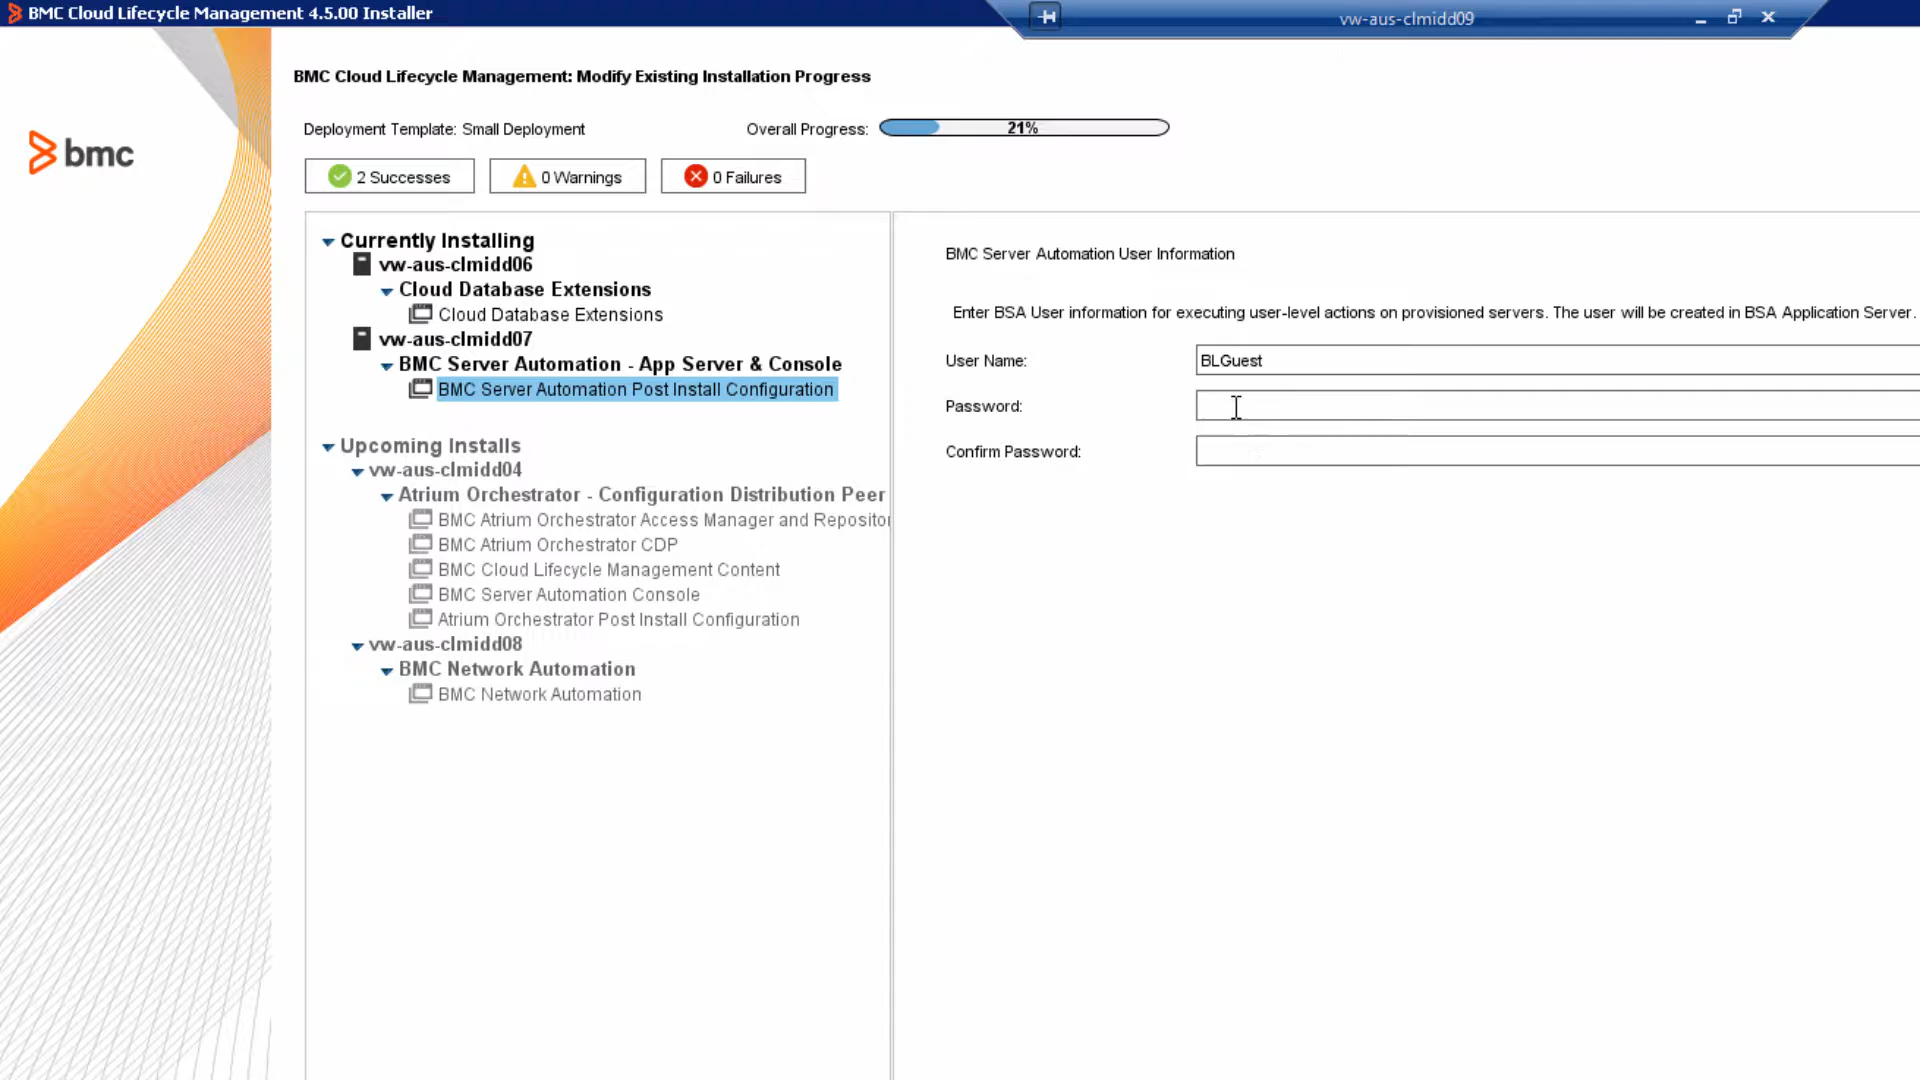 BMC Cloud Lifecycle Management 4.5.00 Installer
vw-aus-clmidd09
bmc
BMC Cloud Lifecycle Management: Modify Existing Installation Progress
Deployment Template: Small Deployment
Overall Progress:
21%
2 Successes
0 Warnings
0 Failures
Currently Installing
vw-aus-clmidd06
Cloud Database Extensions
Cloud Database Extensions
vw-aus-clmidd07
BMC Server Automation - App Server & Console
BMC Server Automation Post Install Configuration
Upcoming Installs
vw-aus-clmidd04
Atrium Orchestrator - Configuration Distribution Peer
BMC Atrium Orchestrator Access Manager and Repositor
BMC Atrium Orchestrator CDP
BMC Cloud Lifecycle Management Content
BMC Server Automation Console
Atrium Orchestrator Post Install Configuration
vw-aus-clmidd08
BMC Network Automation
BMC Network Automation
BMC Server Automation User Information
Enter BSA User information for executing user-level actions on provisioned servers. The user will be created in BSA Application Server.
User Name:
BLGuest
Password:
Confirm Password: